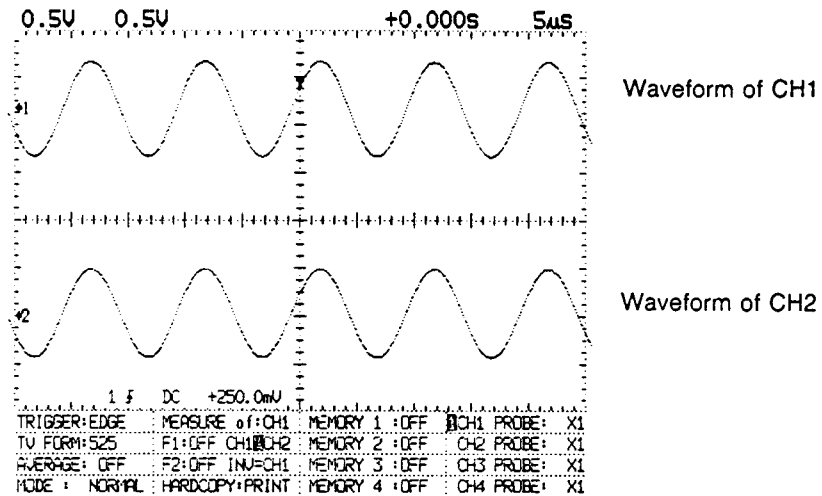 0.5V 0.5V +0.000s 5µs
Waveform of CH1
1
Waveform of CH2
2
1 DC +250.0mV
TRIGGER:EDGE MEASURE of:CH1 MEMORY 1 :OFF 1CH1 PROBE: X1
TV FORM:525 F1:OFF CH1 CH2 MEMORY 2 :OFF CH2 PROBE: X1
AVERAGE: OFF F2:OFF INV=CH1 MEMORY 3 :OFF CH3 PROBE: X1
MODE : NORMAL HARDCOPY:PRINT MEMORY 4 :OFF CH4 PROBE: X1